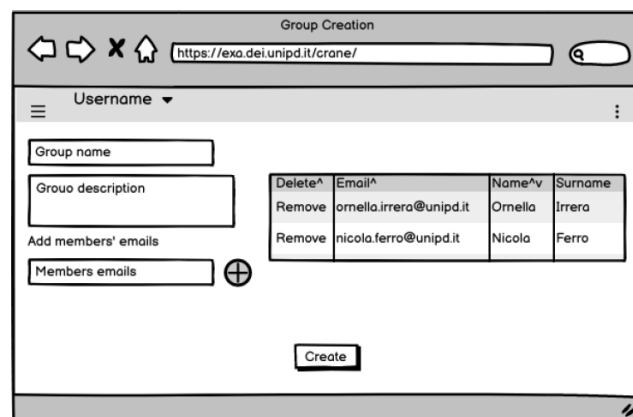 Group Creation
https://exa.dei.unipd.it/crane/
Username
Group name
Grouo description
Add members' emails
Members emails
Delete^ Email^ Name^v Surname
Remove ornella.irrera@unipd.it Ornella Irrera
Remove nicola.ferro@unipd.it Nicola Ferro
Create